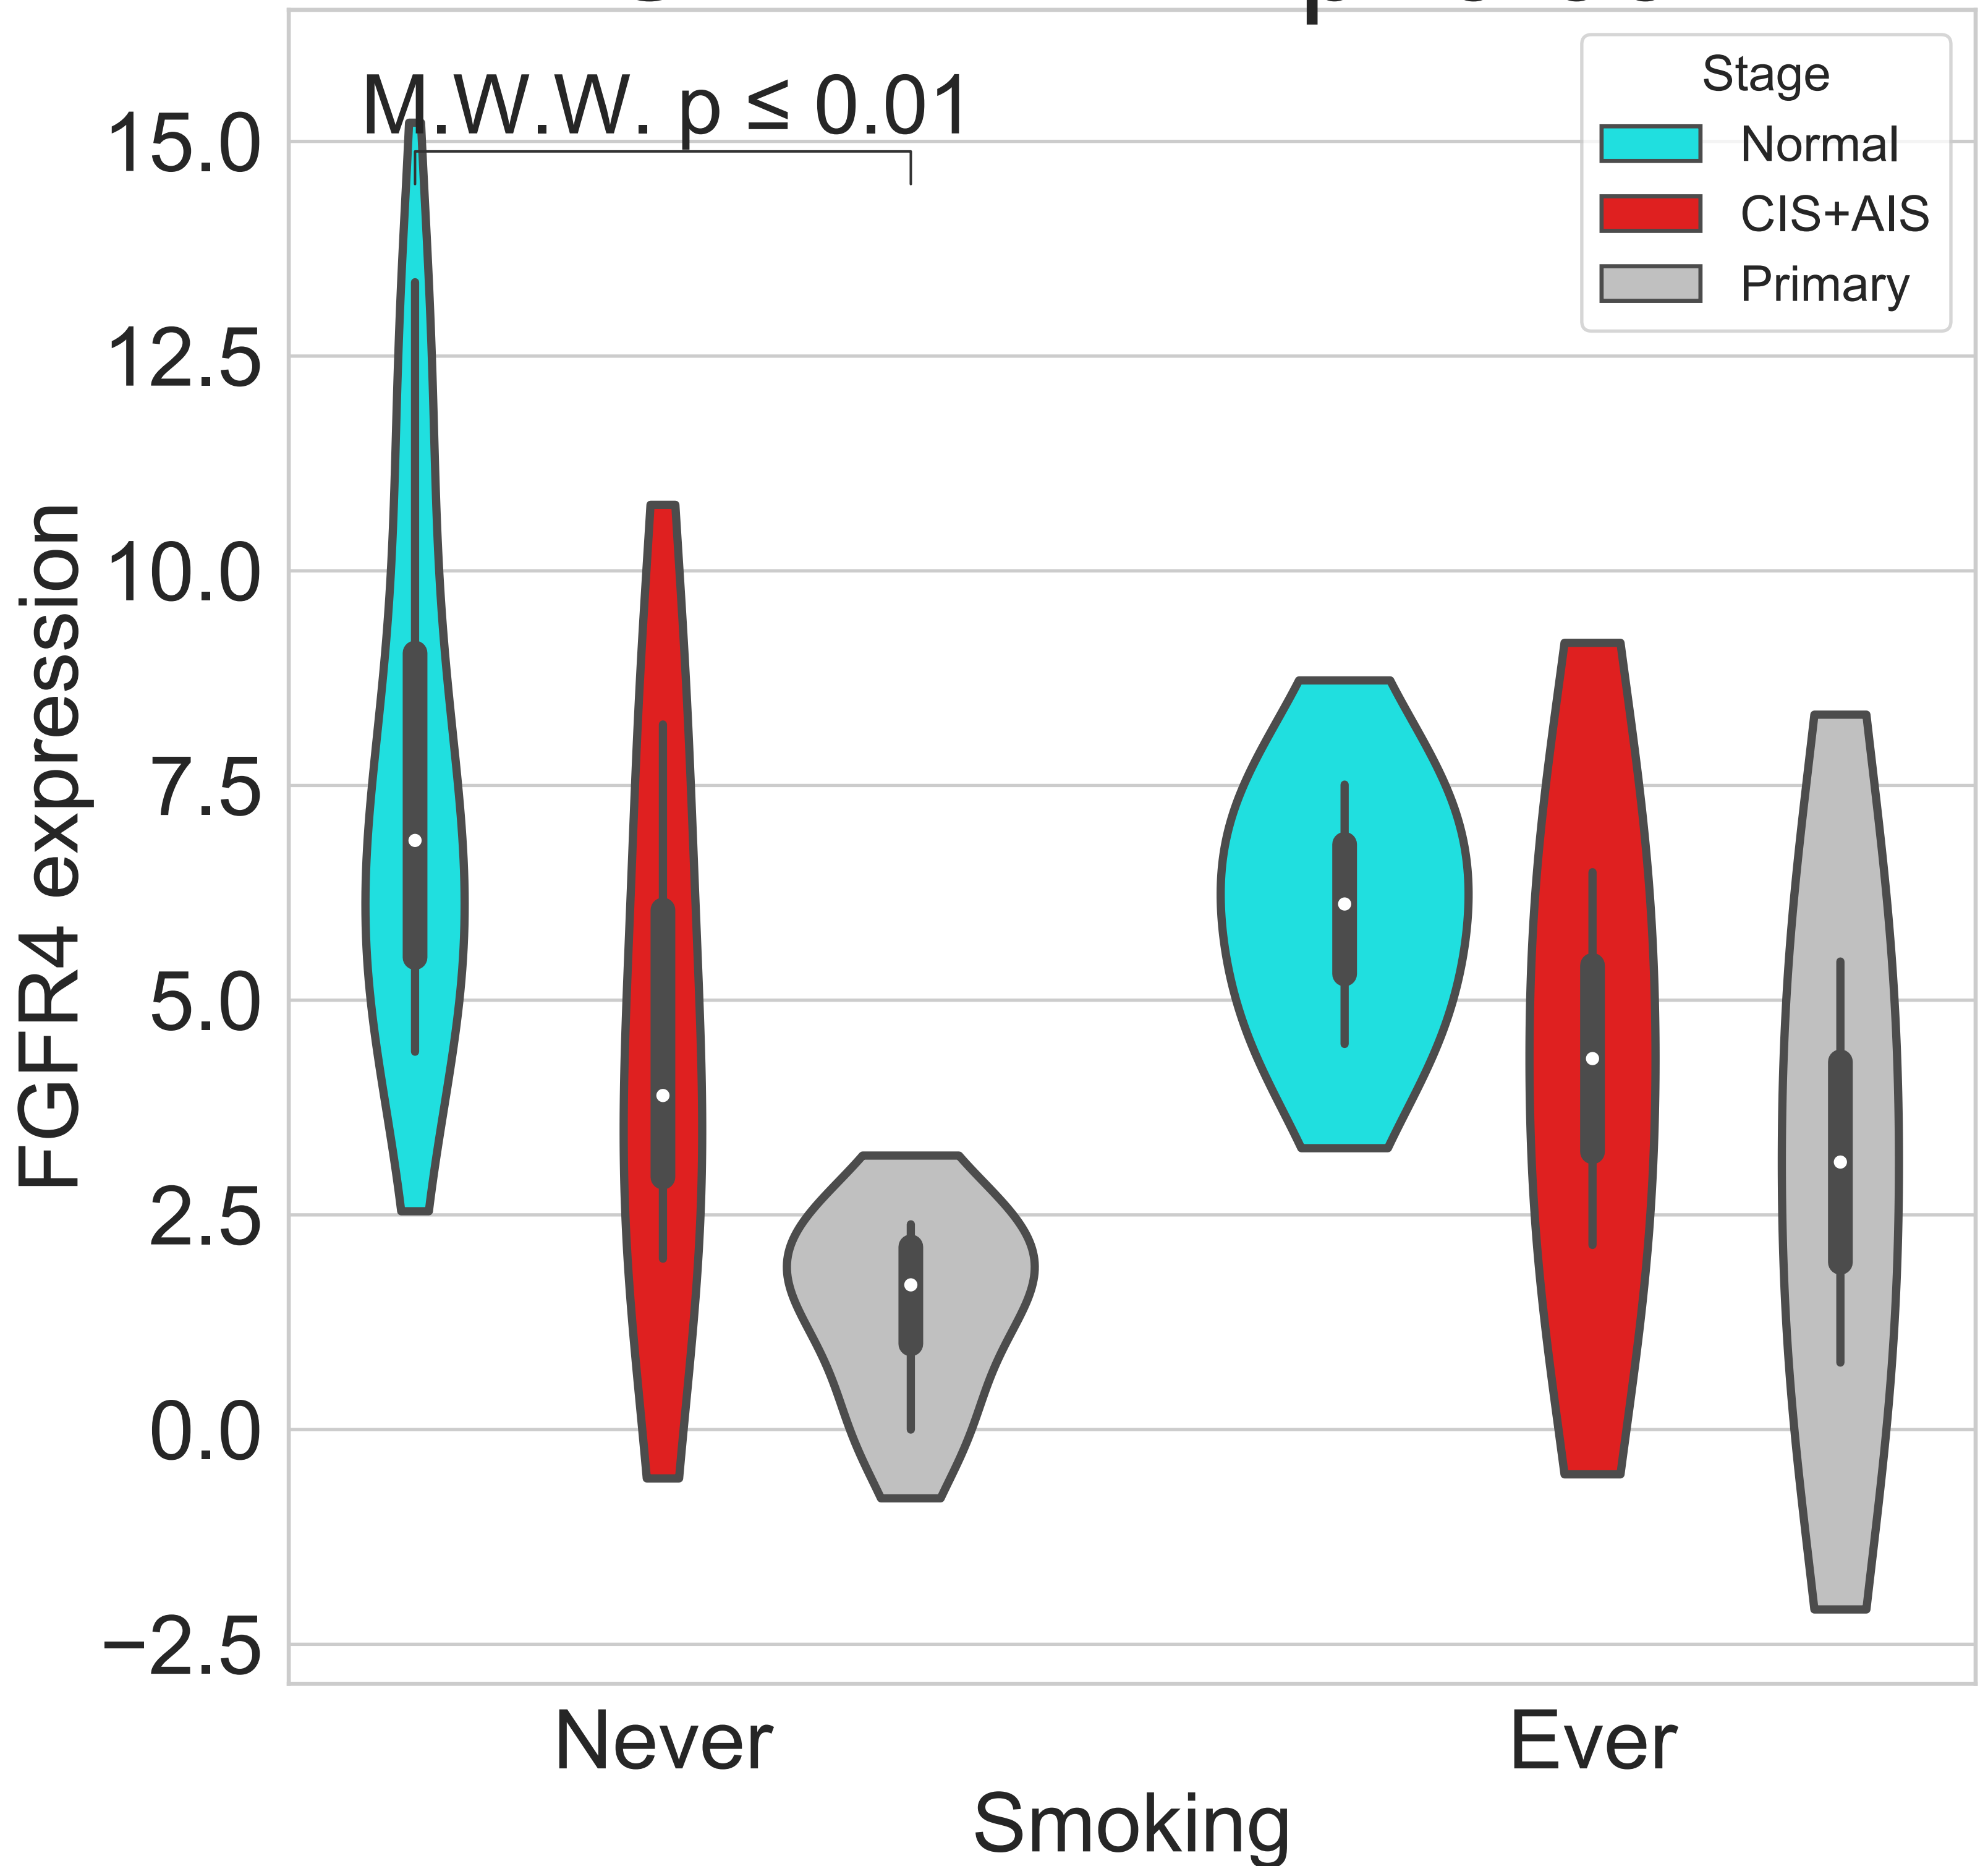 M.W.W. p ≤ 0.01
Stage
Normal
CIS+AIS
Primary
15.0
12.5
10.0
7.5
5.0
2.5
0.0
−2.5
FGFR4 expression
Never
Ever
Smoking